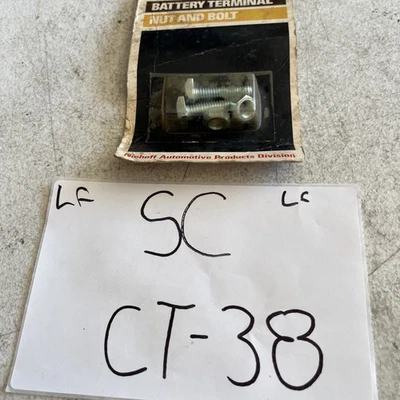 BATTERY TERMINAL
NUT AND BOLT
Niehoff Automotive Products Division
LF SC LF
CT-38